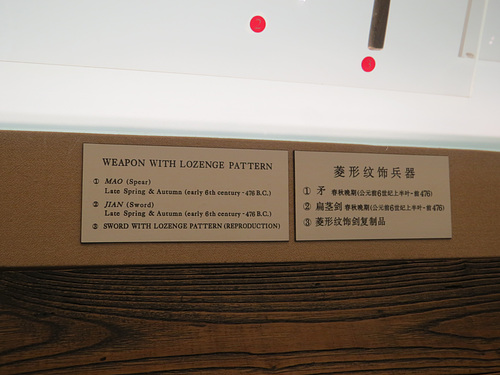 ②
③
WEAPON WITH LOZENGE PATTERN
① MAO (Spear)
Late Spring & Autumn (early 6th century - 476 B.C.)
② JIAN (Sword)
Late Spring & Autumn (early 6th century - 476 B.C.)
③ SWORD WITH LOZENGE PATTERN (REPRODUCTION)
菱形纹饰兵器
① 矛 春秋晚期(公元前6世纪上半叶-前476)
② 扁茎剑 春秋晚期(公元前6世纪上半叶-前476)
③ 菱形纹饰剑复制品